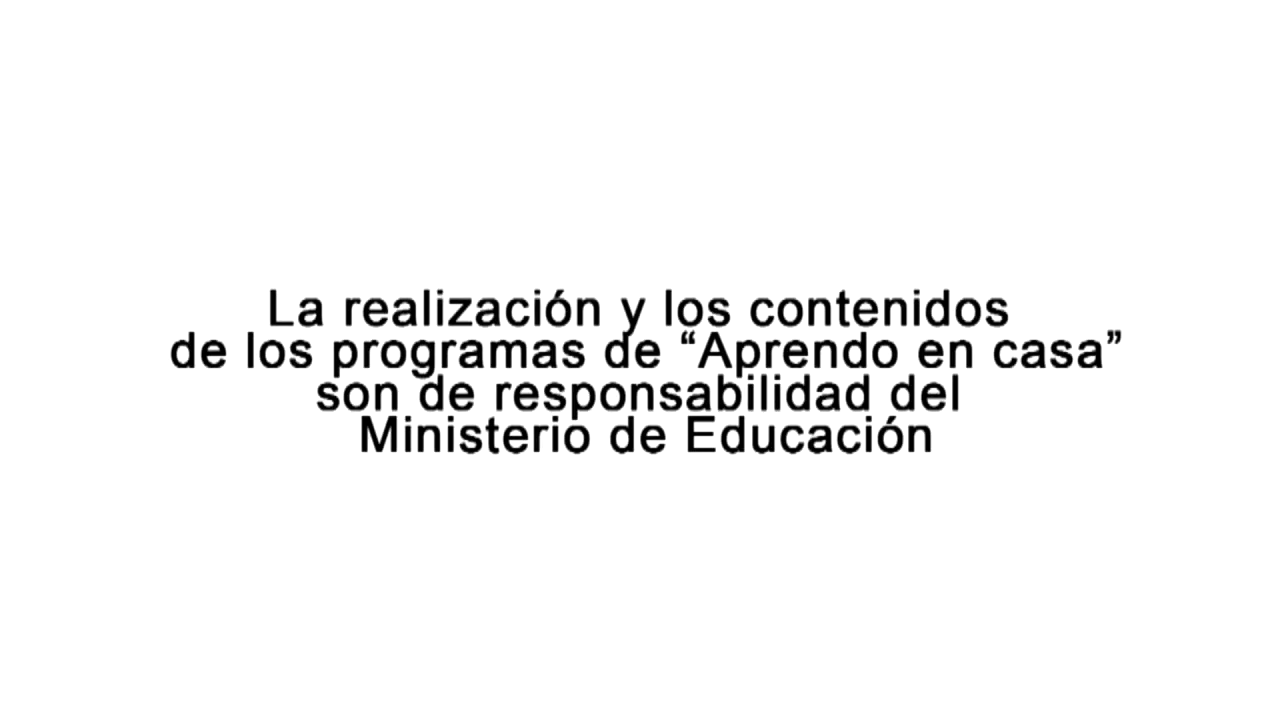 La realización y los contenidos
de los programas de “Aprendo en casa”
son de responsabilidad del
Ministerio de Educación